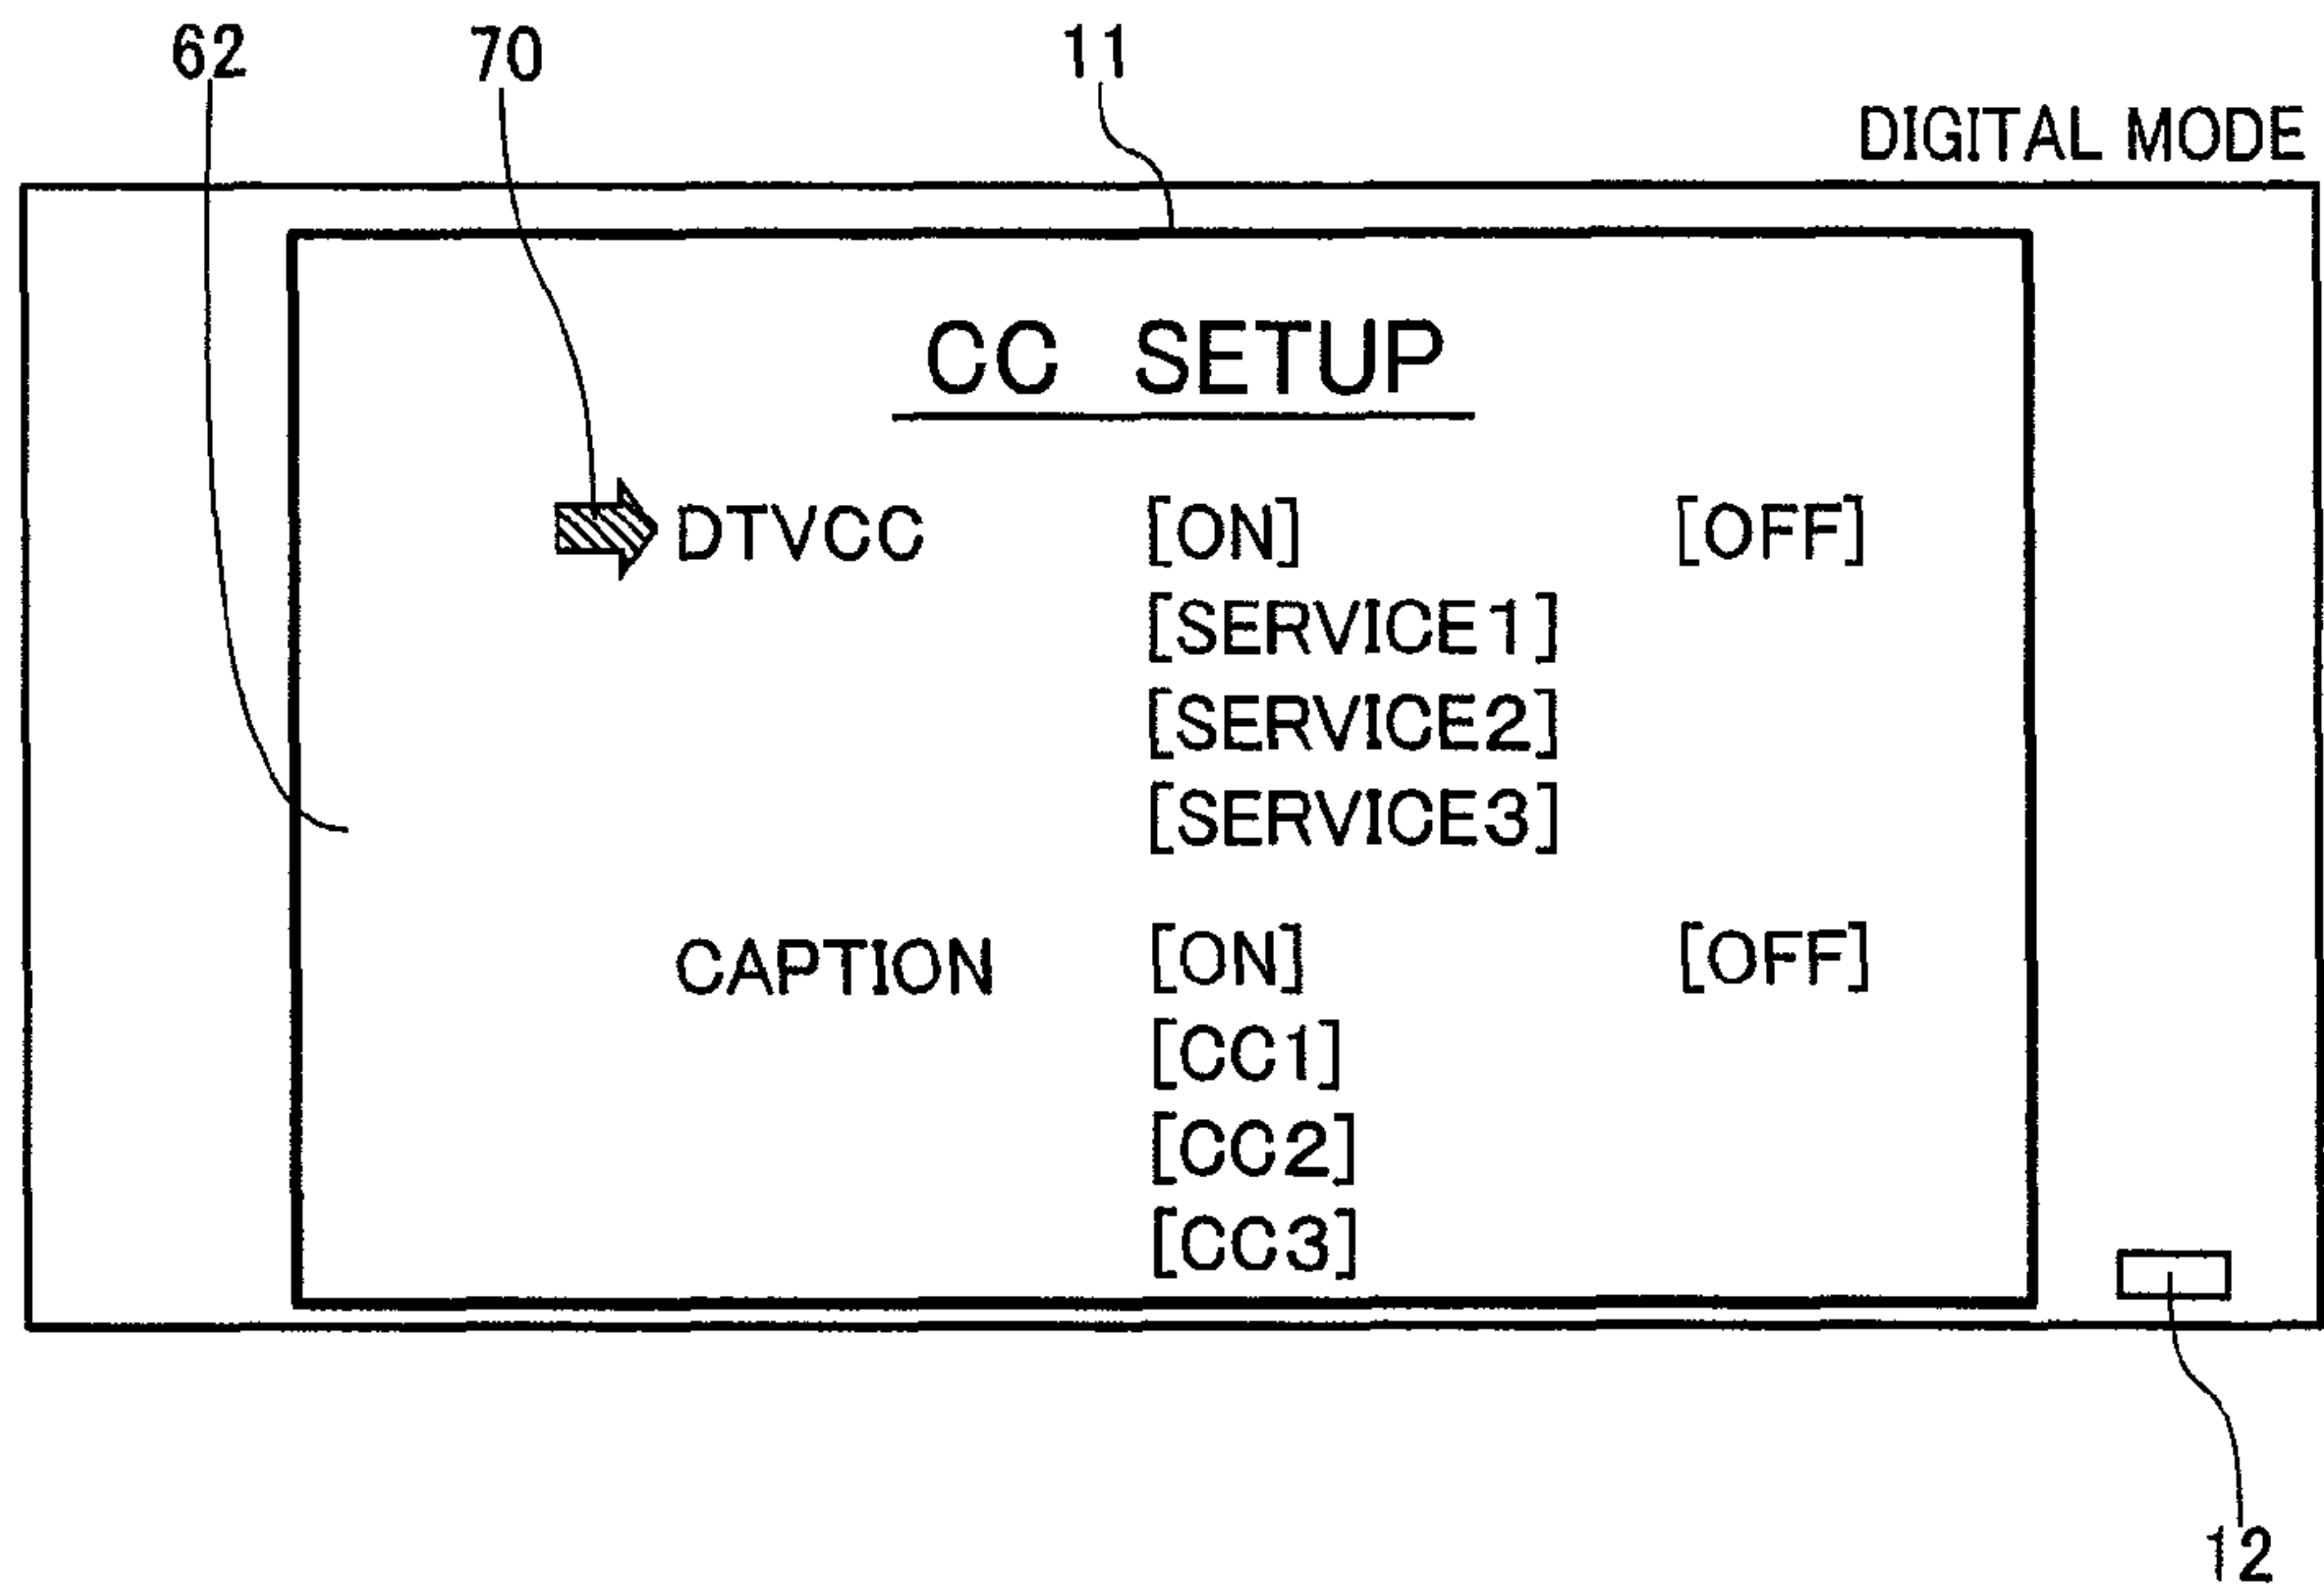 62 70 11
DIGITAL MODE
CC SETUP
DTVCC [ON] [OFF]
[SERVICE1]
[SERVICE2]
[SERVICE3]
CAPTION [ON] [OFF]
[CC1]
[CC2]
[CC3]
12